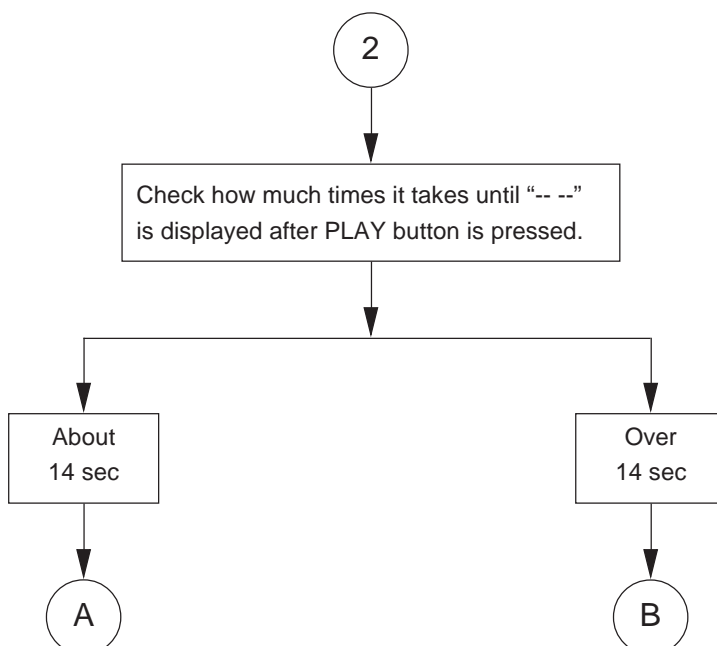 2
Check how much times it takes until “-- --”
is displayed after PLAY button is pressed.
About
14 sec
Over
14 sec
A
B